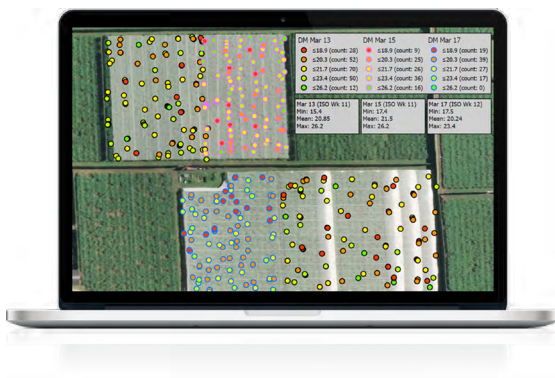 DM Mar 13 DM Mar 15 DM Mar 17
≤18.9 (count: 28) ≤18.9 (count: 9) ≤18.9 (count: 19)
≤20.3 (count: 52) ≤20.3 (count: 25) ≤20.3 (count: 39)
≤21.7 (count: 70) ≤21.7 (count: 26) ≤21.7 (count: 27)
≤23.4 (count: 50) ≤23.4 (count: 36) ≤23.4 (count: 17)
≤26.2 (count: 12) ≤26.2 (count: 16) ≤26.2 (count: 0)
Mar 13 (ISO Wk 11) Mar 15 (ISO Wk 11) Mar 17 (ISO Wk 12)
Min: 15.4 Min: 17.4 Min: 17.5
Mean: 20.85 Mean: 21.5 Mean: 20.24
Max: 26.2 Max: 26.2 Max: 23.4